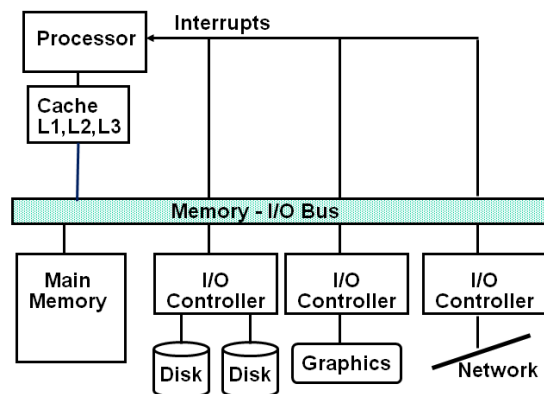 Interrupts
Processor
Cache
L1,L2,L3
Memory - I/O Bus
Main
Memory
I/O
Controller
I/O
Controller
I/O
Controller
Disk
Disk
Graphics
Network